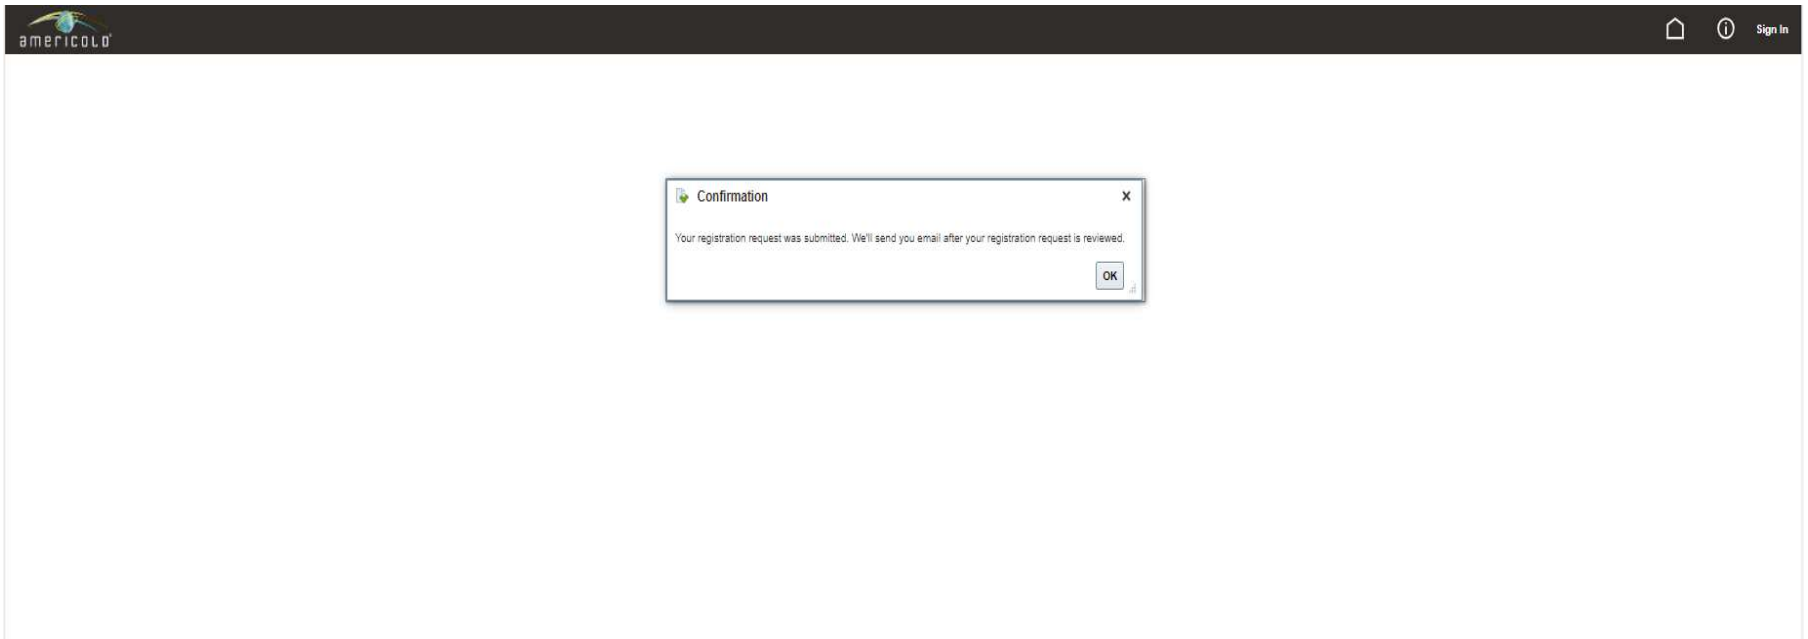 americold®
Sign In
Confirmation
x
Your registration request was submitted. We'll send you email after your registration request is reviewed.
OK